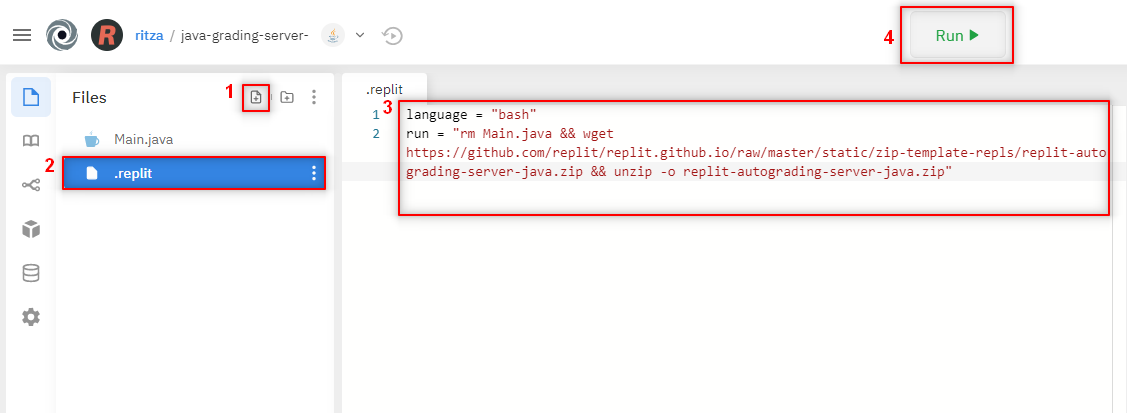 R ritza / java-grading-server-
4 Run
Files
1
Main.java
2 .replit
.replit
3
1 language = "bash"
2 run = "rm Main.java && wget
https://github.com/replit/replit.github.io/raw/master/static/zip-template-repls/replit-auto
grading-server-java.zip && unzip -o replit-autograding-server-java.zip"